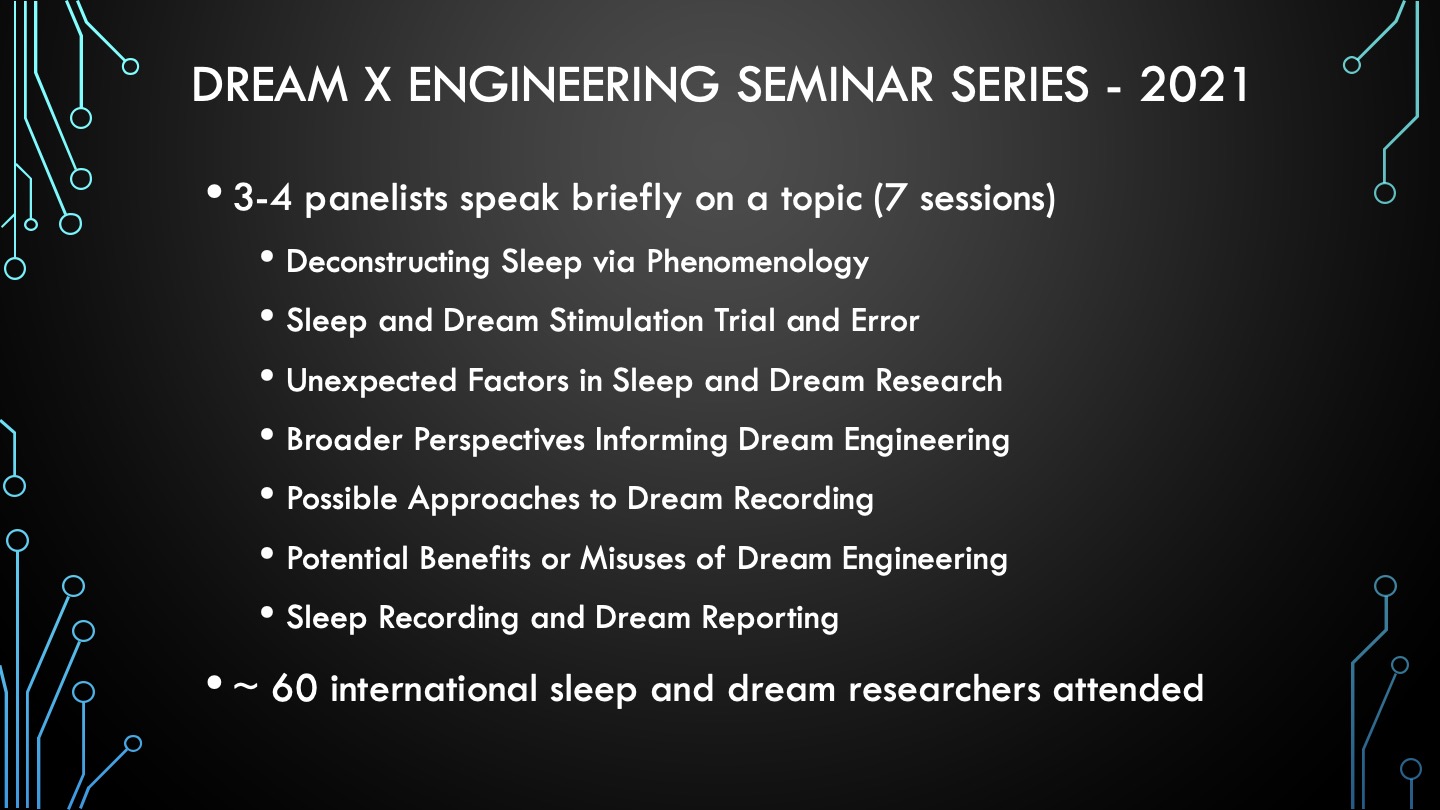 DREAM X ENGINEERING SEMINAR SERIES - 2021
• 3-4 panelists speak briefly on a topic (7 sessions)
• Deconstructing Sleep via Phenomenology
• Sleep and Dream Stimulation Trial and Error
• Unexpected Factors in Sleep and Dream Research
• Broader Perspectives Informing Dream Engineering
• Possible Approaches to Dream Recording
• Potential Benefits or Misuses of Dream Engineering
• Sleep Recording and Dream Reporting
• ~ 60 international sleep and dream researchers attended